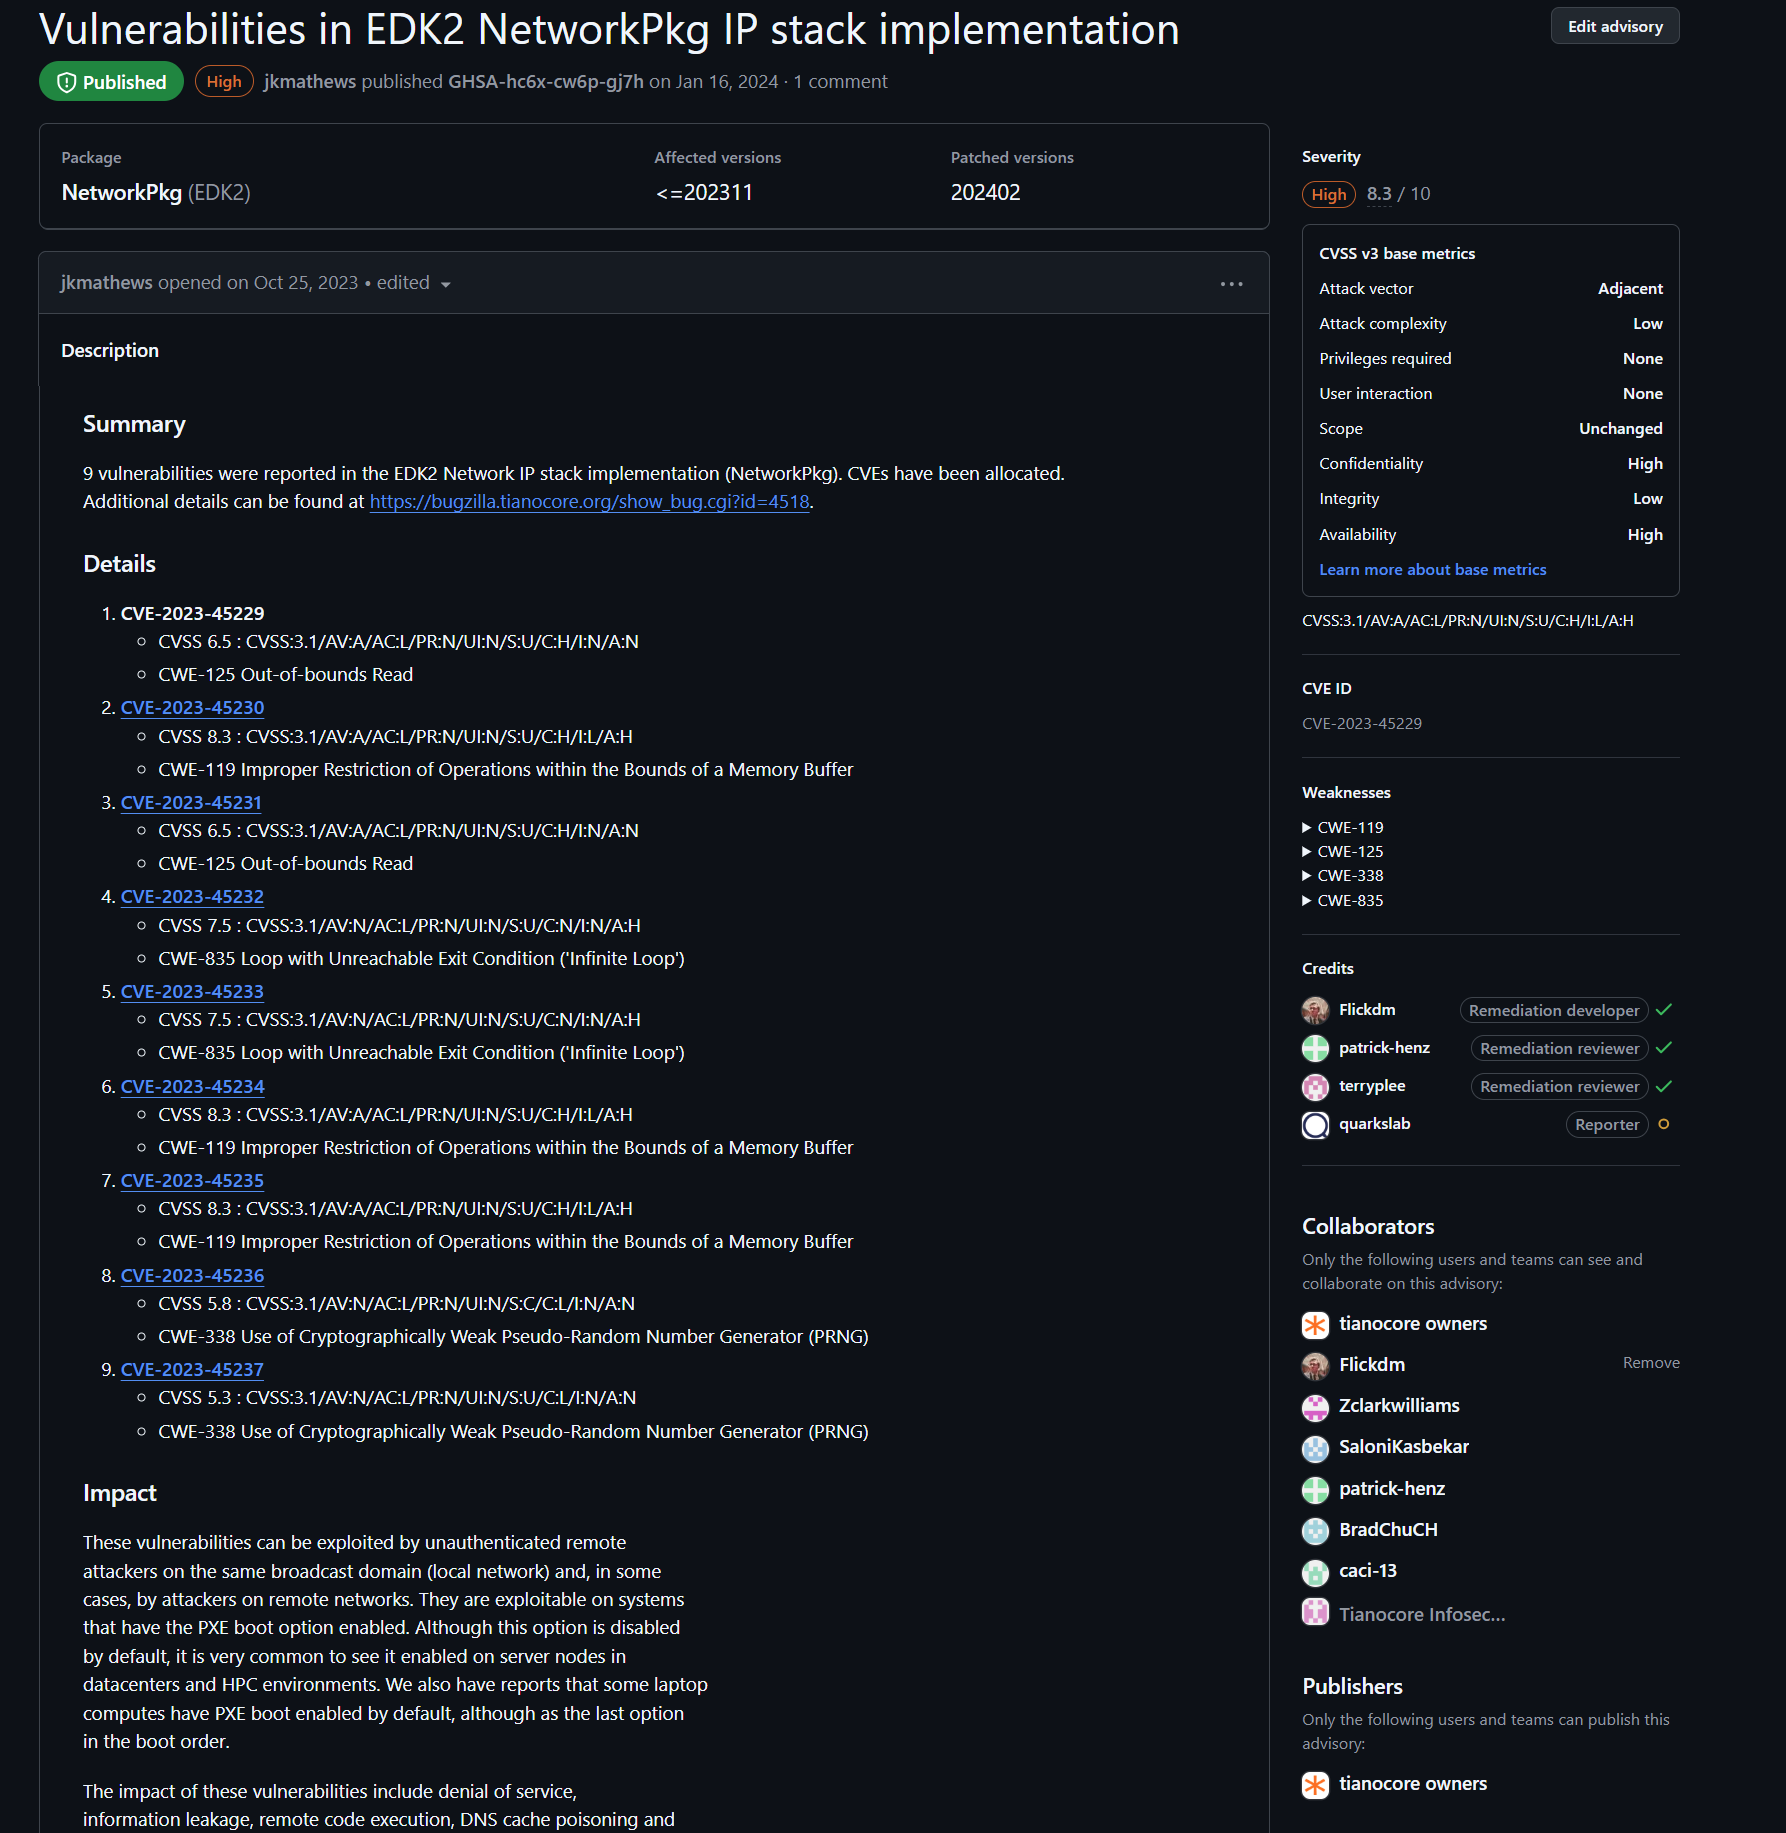 Vulnerabilities in EDK2 NetworkPkg IP stack implementation
Edit advisory
Published High jkmathews published GHSA-hc6x-cw6p-gj7h on Jan 16, 2024 · 1 comment
Package Affected versions Patched versions
NetworkPkg (EDK2) <=202311 202402
jkmathews opened on Oct 25, 2023 • edited
Description
Summary
9 vulnerabilities were reported in the EDK2 Network IP stack implementation (NetworkPkg). CVEs have been allocated.
Additional details can be found at https://bugzilla.tianocore.org/show_bug.cgi?id=4518.
Details
1. CVE-2023-45229
CVSS 6.5 : CVSS:3.1/AV:A/AC:L/PR:N/UI:N/S:U/C:H/I:N/A:N
CWE-125 Out-of-bounds Read
2. CVE-2023-45230
CVSS 8.3 : CVSS:3.1/AV:A/AC:L/PR:N/UI:N/S:U/C:H/I:L/A:H
CWE-119 Improper Restriction of Operations within the Bounds of a Memory Buffer
3. CVE-2023-45231
CVSS 6.5 : CVSS:3.1/AV:A/AC:L/PR:N/UI:N/S:U/C:H/I:N/A:N
CWE-125 Out-of-bounds Read
4. CVE-2023-45232
CVSS 7.5 : CVSS:3.1/AV:N/AC:L/PR:N/UI:N/S:U/C:N/I:N/A:H
CWE-835 Loop with Unreachable Exit Condition ('Infinite Loop')
5. CVE-2023-45233
CVSS 7.5 : CVSS:3.1/AV:N/AC:L/PR:N/UI:N/S:U/C:N/I:N/A:H
CWE-835 Loop with Unreachable Exit Condition ('Infinite Loop')
6. CVE-2023-45234
CVSS 8.3 : CVSS:3.1/AV:A/AC:L/PR:N/UI:N/S:U/C:H/I:L/A:H
CWE-119 Improper Restriction of Operations within the Bounds of a Memory Buffer
7. CVE-2023-45235
CVSS 8.3 : CVSS:3.1/AV:A/AC:L/PR:N/UI:N/S:U/C:H/I:L/A:H
CWE-119 Improper Restriction of Operations within the Bounds of a Memory Buffer
8. CVE-2023-45236
CVSS 5.8 : CVSS:3.1/AV:N/AC:L/PR:N/UI:N/S:C/C:L/I:N/A:N
CWE-338 Use of Cryptographically Weak Pseudo-Random Number Generator (PRNG)
9. CVE-2023-45237
CVSS 5.3 : CVSS:3.1/AV:N/AC:L/PR:N/UI:N/S:U/C:L/I:N/A:N
CWE-338 Use of Cryptographically Weak Pseudo-Random Number Generator (PRNG)
Impact
These vulnerabilities can be exploited by unauthenticated remote
attackers on the same broadcast domain (local network) and, in some
cases, by attackers on remote networks. They are exploitable on systems
that have the PXE boot option enabled. Although this option is disabled
by default, it is very common to see it enabled on server nodes in
datacenters and HPC environments. We also have reports that some laptop
computes have PXE boot enabled by default, although as the last option
in the boot order.
The impact of these vulnerabilities include denial of service,
information leakage, remote code execution, DNS cache poisoning and
Severity
High 8.3 / 10
CVSS v3 base metrics
Attack vector Adjacent
Attack complexity Low
Privileges required None
User interaction None
Scope Unchanged
Confidentiality High
Integrity Low
Availability High
Learn more about base metrics
CVSS:3.1/AV:A/AC:L/PR:N/UI:N/S:U/C:H/I:L/A:H
CVE ID
CVE-2023-45229
Weaknesses
CWE-119
CWE-125
CWE-338
CWE-835
Credits
Flickdm Remediation developer
patrick-henz Remediation reviewer
terryplee Remediation reviewer
quarkslab Reporter
Collaborators
Only the following users and teams can see and
collaborate on this advisory:
tianocore owners
Flickdm Remove
Zclarkwilliams
SaloniKasbekar
patrick-henz
BradChuCH
caci-13
Tianocore Infosec...
Publishers
Only the following users and teams can publish this
advisory:
tianocore owners